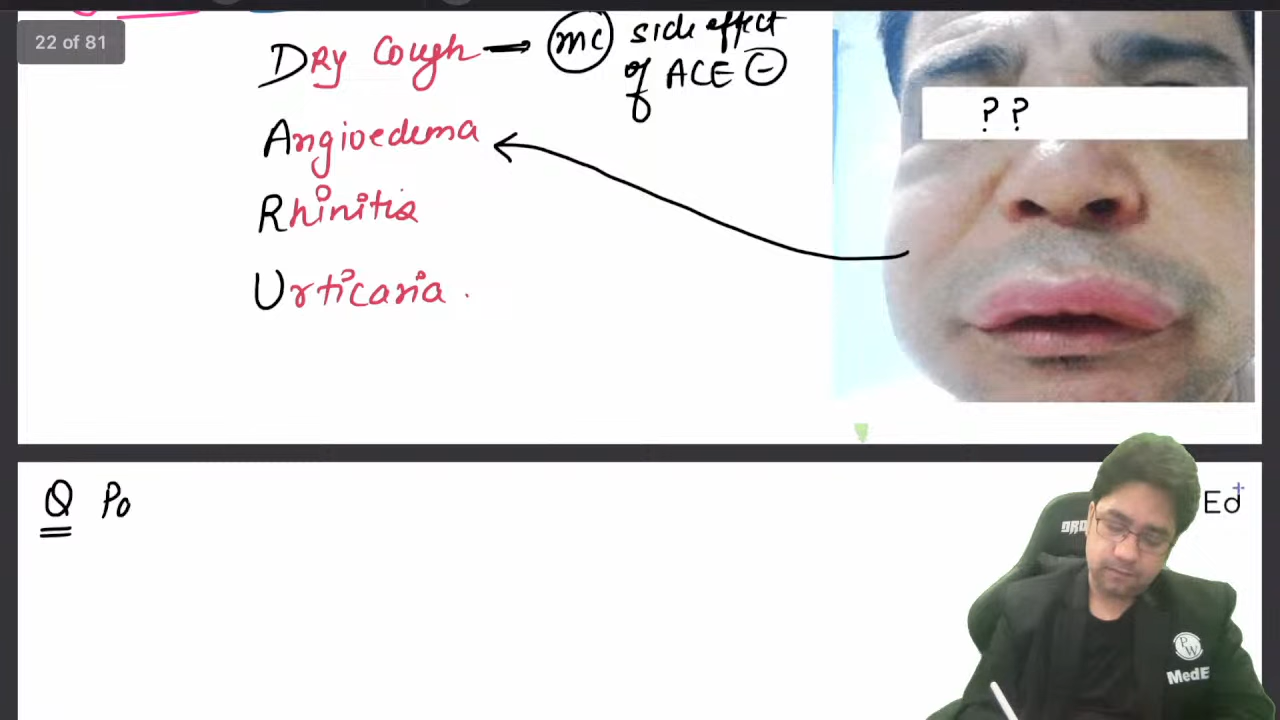 22 of 81
Dry Cough → mc side effect
of ACE ⊖
Angioedema
Rhinitis
Urticaria .
? ?
Q Po
Ed
PW
MedE